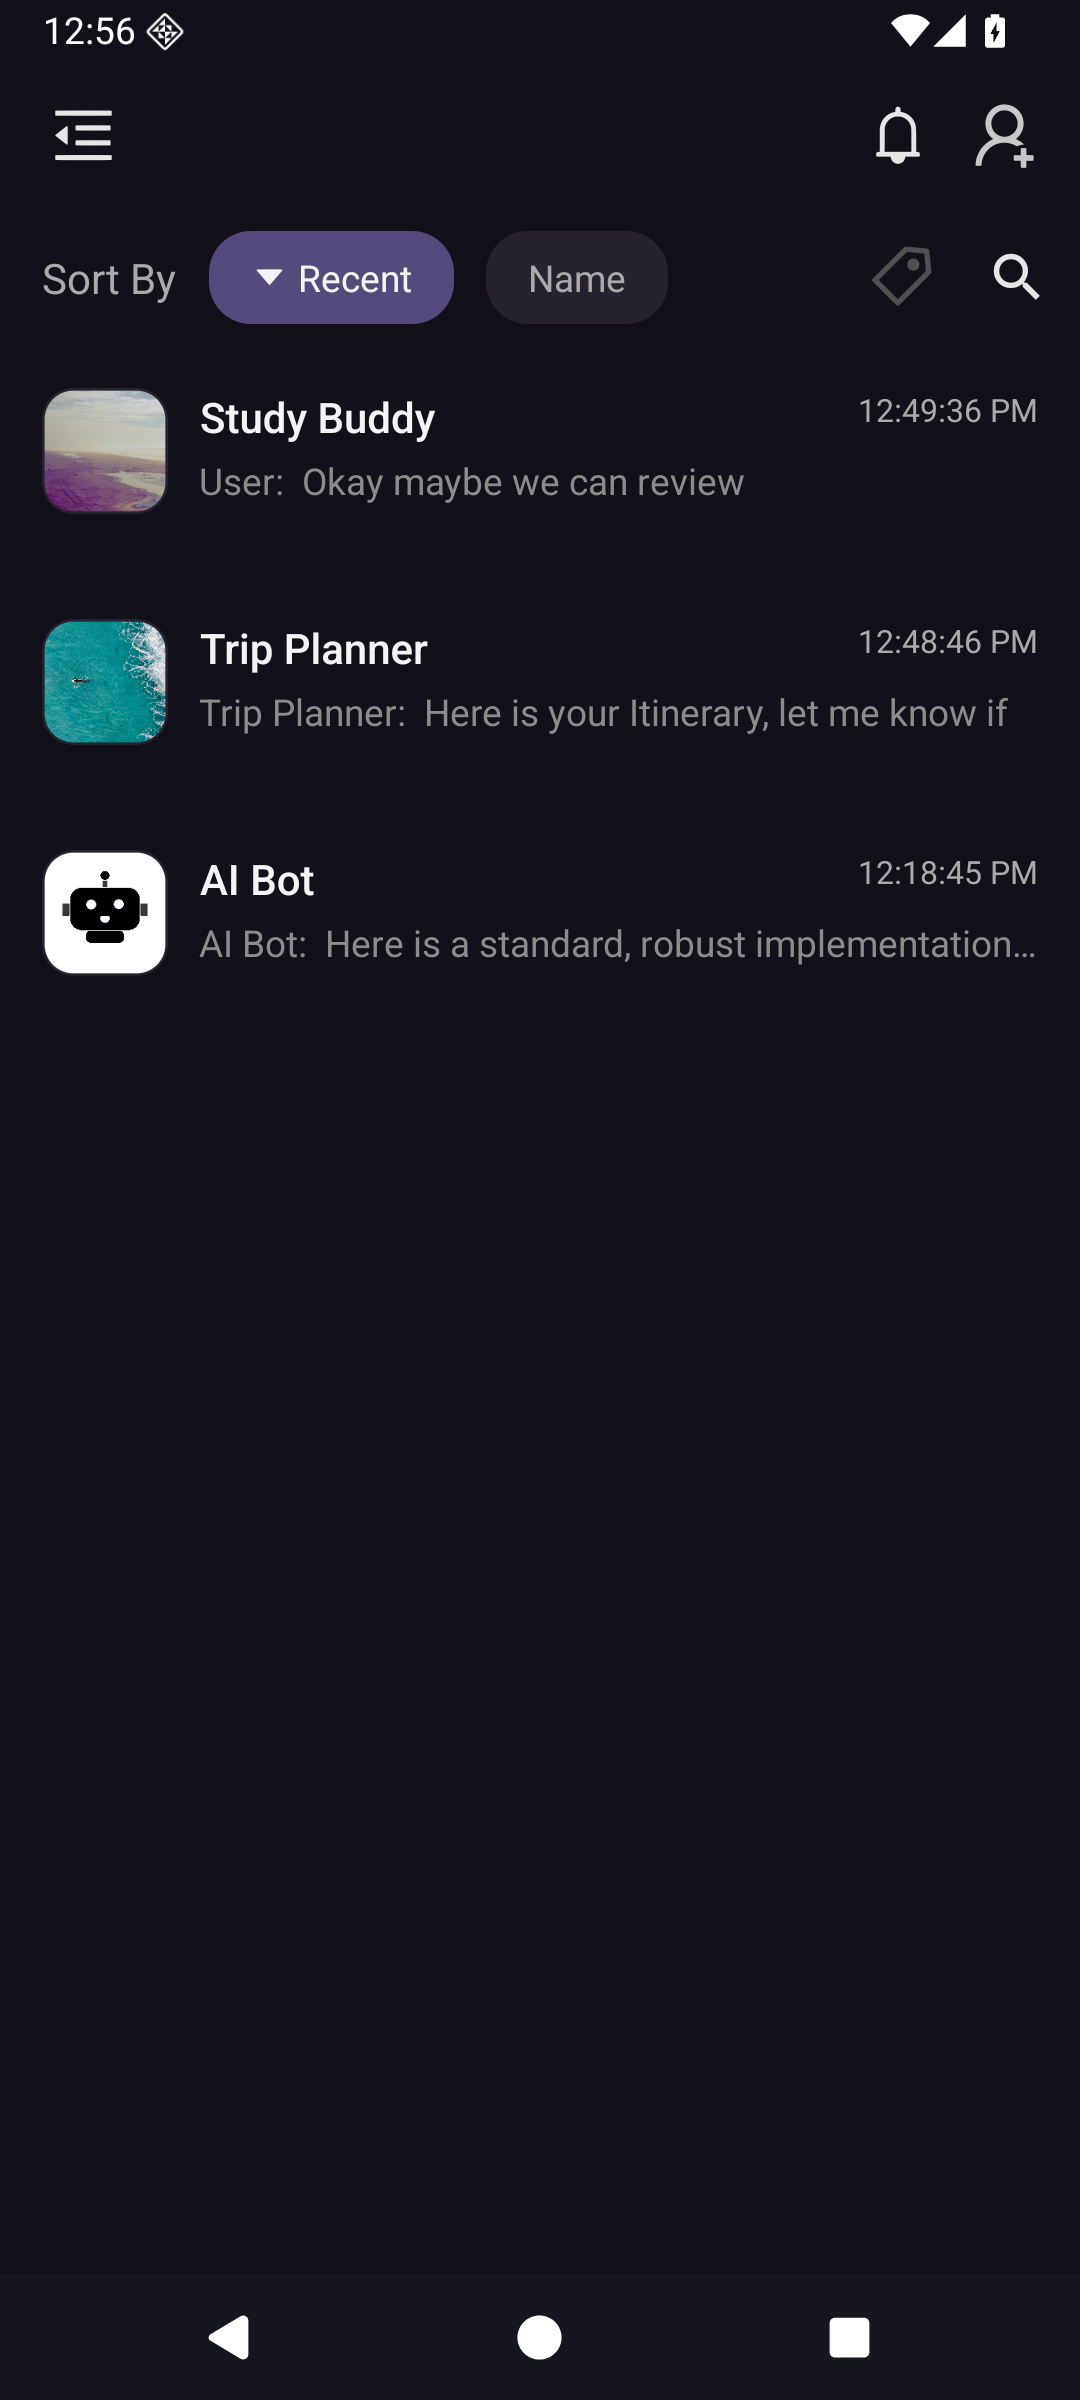 12:56
Sort By
Recent
Name
Study Buddy
12:49:36 PM
User:  Okay maybe we can review
Trip Planner
12:48:46 PM
Trip Planner:  Here is your Itinerary, let me know if
AI Bot
12:18:45 PM
AI Bot:  Here is a standard, robust implementation...